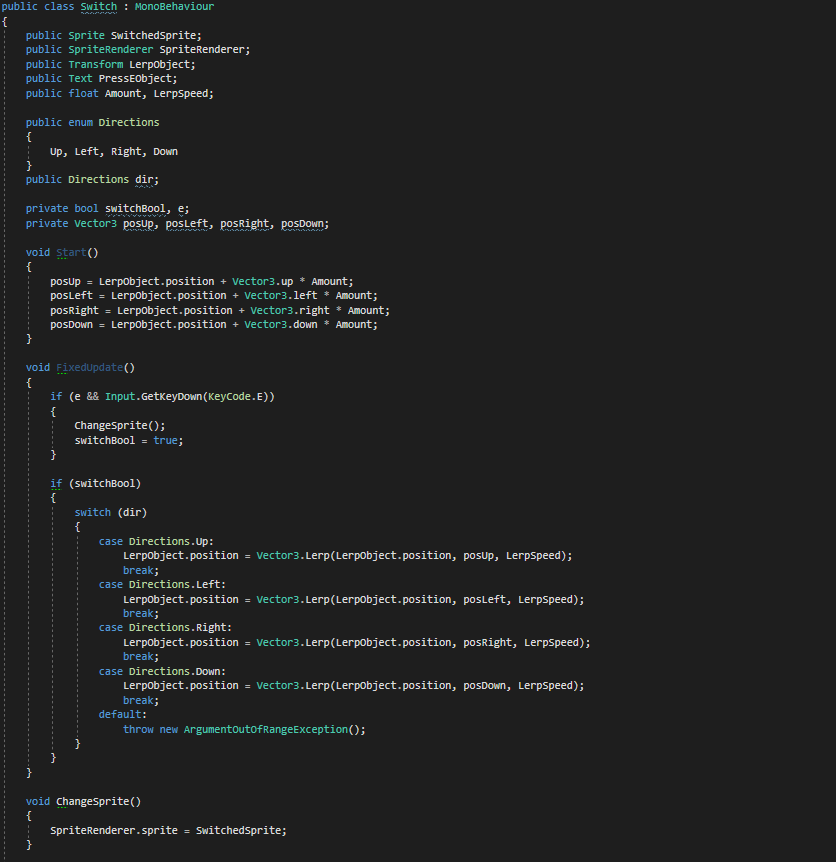 public class Switch : MonoBehaviour
{
    public Sprite SwitchedSprite;
    public SpriteRenderer SpriteRenderer;
    public Transform LerpObject;
    public Text PressEObject;
    public float Amount, LerpSpeed;

    public enum Directions
    {
        Up, Left, Right, Down
    }
    public Directions dir;

    private bool switchBool, e;
    private Vector3 posUp, posLeft, posRight, posDown;

    void Start()
    {
        posUp = LerpObject.position + Vector3.up * Amount;
        posLeft = LerpObject.position + Vector3.left * Amount;
        posRight = LerpObject.position + Vector3.right * Amount;
        posDown = LerpObject.position + Vector3.down * Amount;
    }

    void FixedUpdate()
    {
        if (e && Input.GetKeyDown(KeyCode.E))
        {
            ChangeSprite();
            switchBool = true;
        }

        if (switchBool)
        {
            switch (dir)
            {
                case Directions.Up:
                    LerpObject.position = Vector3.Lerp(LerpObject.position, posUp, LerpSpeed);
                    break;
                case Directions.Left:
                    LerpObject.position = Vector3.Lerp(LerpObject.position, posLeft, LerpSpeed);
                    break;
                case Directions.Right:
                    LerpObject.position = Vector3.Lerp(LerpObject.position, posRight, LerpSpeed);
                    break;
                case Directions.Down:
                    LerpObject.position = Vector3.Lerp(LerpObject.position, posDown, LerpSpeed);
                    break;
                default:
                    throw new ArgumentOutOfRangeException();
            }
        }
    }

    void ChangeSprite()
    {
        SpriteRenderer.sprite = SwitchedSprite;
    }